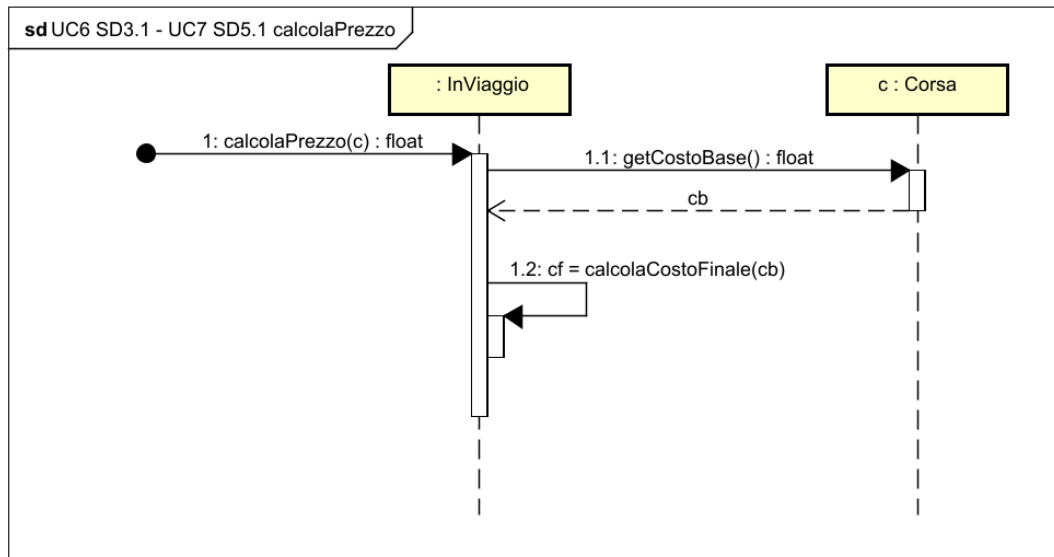 sd UC6 SD3.1 - UC7 SD5.1 calcolaPrezzo
: InViaggio
c : Corsa
1: calcolaPrezzo(c) : float
1.1: getCostoBase() : float
cb
1.2: cf = calcolaCostoFinale(cb)